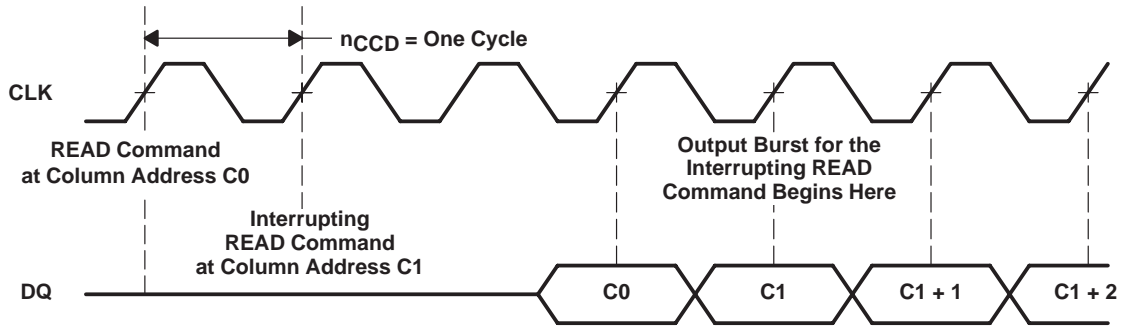 nCCD = One Cycle
CLK
READ Command
at Column Address C0
Output Burst for the
Interrupting READ
Command Begins Here
Interrupting
READ Command
at Column Address C1
DQ
C0
C1
C1 + 1
C1 + 2